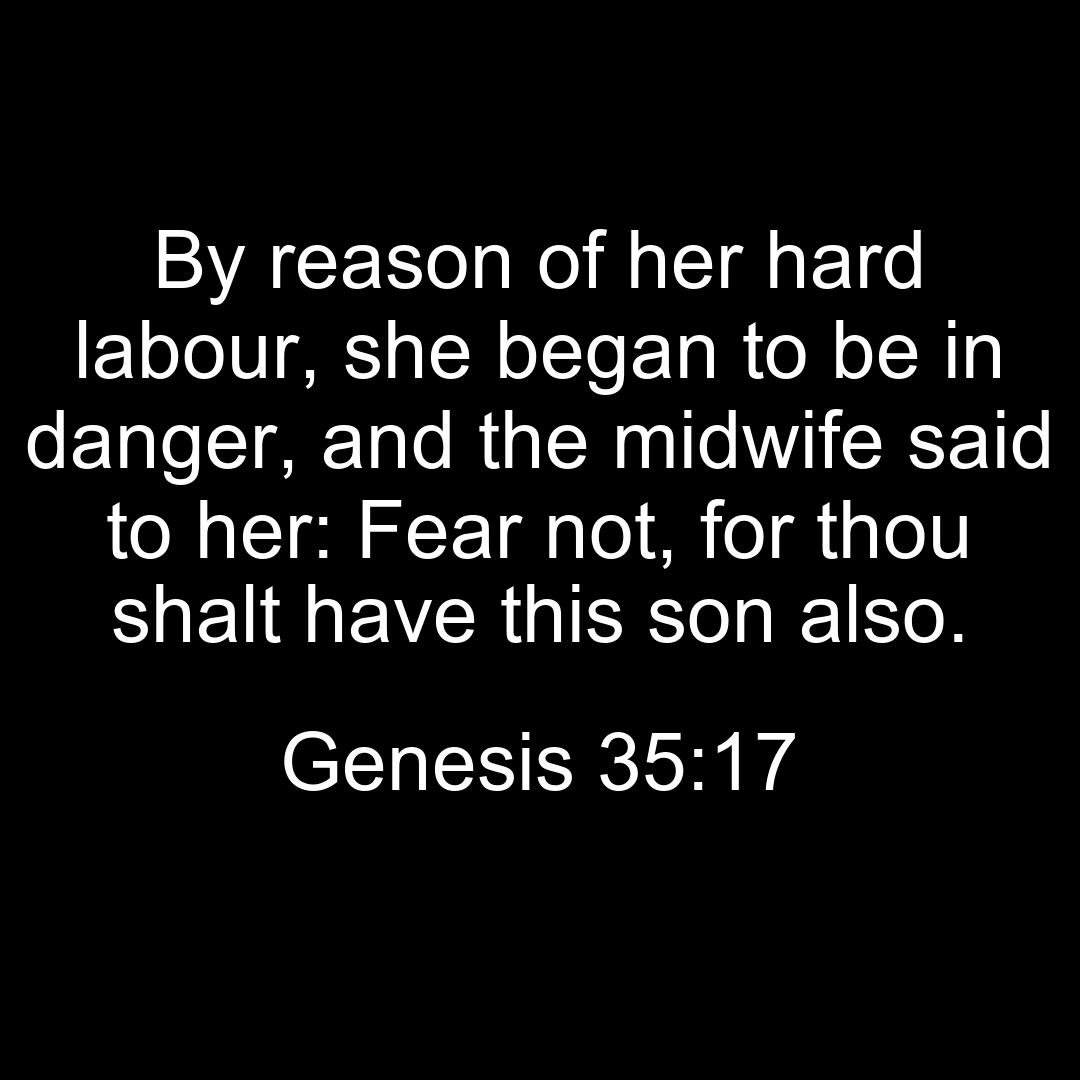 By reason of her hard
labour, she began to be in
danger, and the midwife said
to her: Fear not, for thou
shalt have this son also.
Genesis 35:17